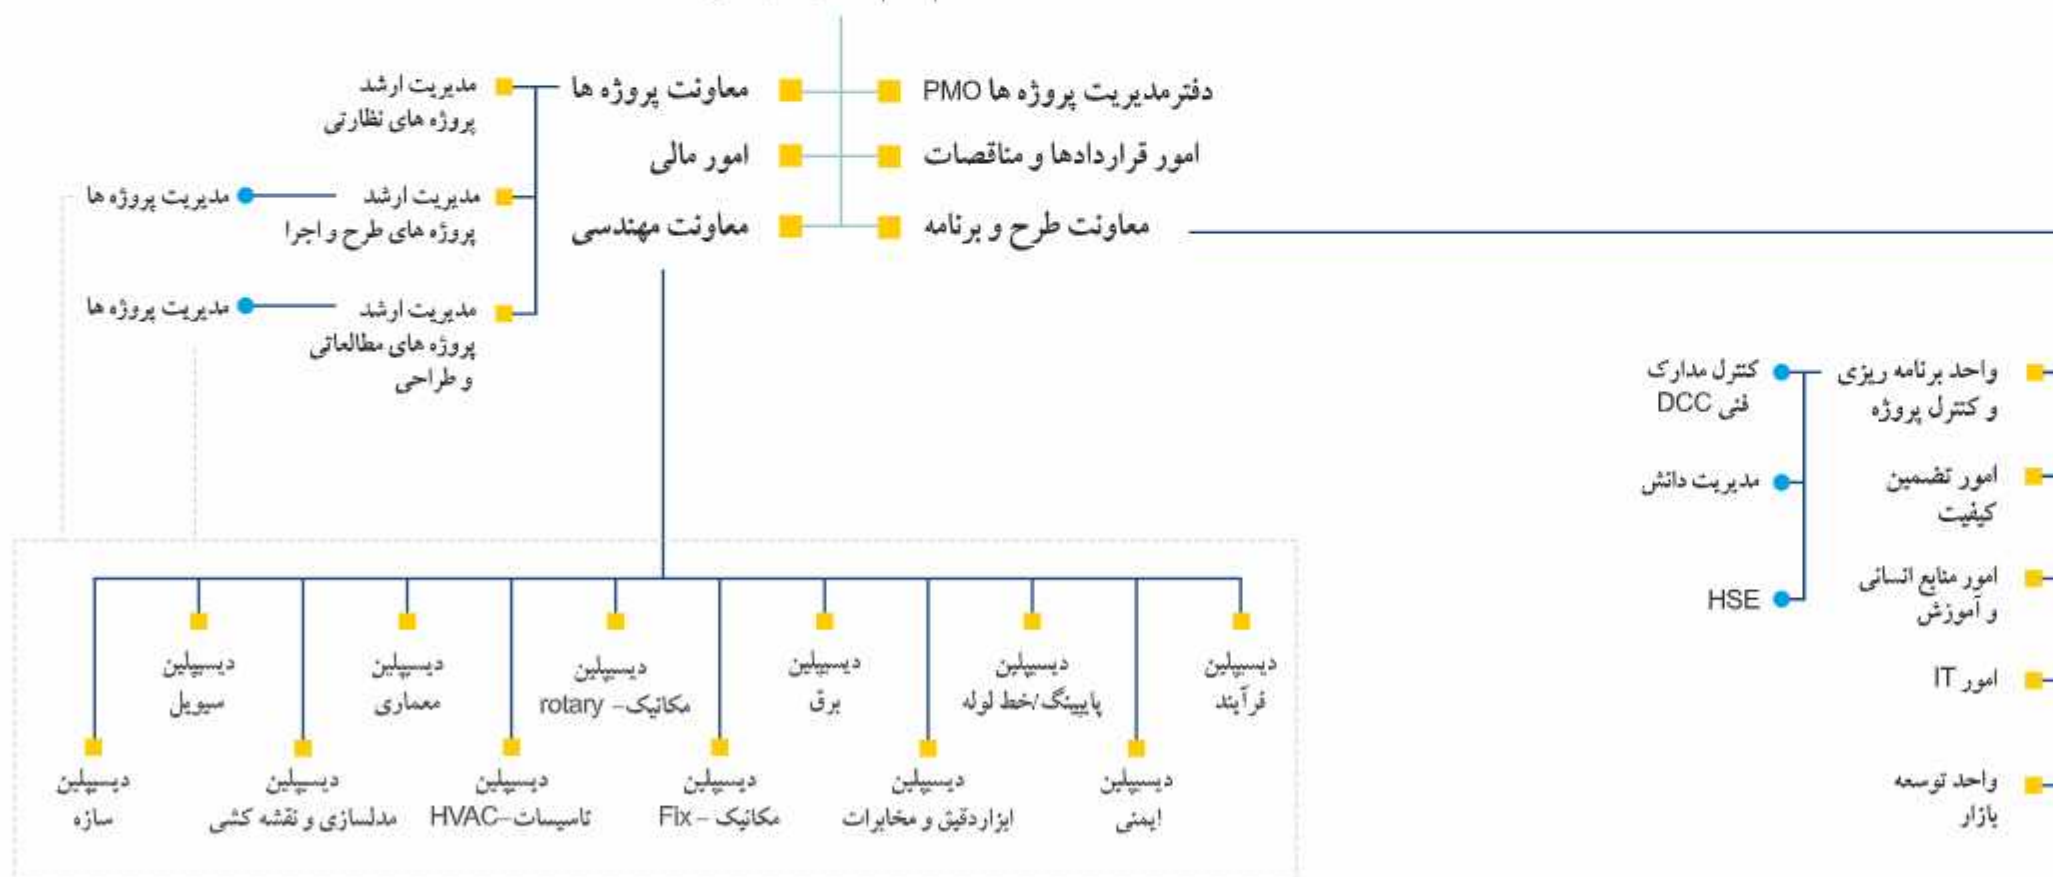 دفترمدیریت پروژه ها PMO
معاونت پروژه ها
امور قراردادها و مناقصات
امور مالی
معاونت طرح و برنامه
معاونت مهندسی
مدیریت ارشد
پروژه های نظارتی
مدیریت ارشد
پروژه های طرح و اجرا
مدیریت پروژه ها
مدیریت ارشد
پروژه های مطالعاتی
و طراحی
مدیریت پروژه ها
واحد برنامه ریزی
و کنترل پروژه
امور تضمین
کیفیت
امور منابع انسانی
و آموزش
امور IT
واحد توسعه
بازار
کنترل مدارک
فنی DCC
مدیریت دانش
HSE
دیسیپلین
فرآیند
دیسیپلین
پایپینگ/خط لوله
دیسیپلین
برق
دیسیپلین
مکانیک– rotary
دیسیپلین
معماری
دیسیپلین
سیویل
دیسیپلین
ایمنی
دیسیپلین
ابزاردقیق و مخابرات
دیسیپلین
مکانیک – Fix
دیسیپلین
تاسیسات–HVAC
دیسیپلین
مدلسازی و نقشه کشی
دیسیپلین
سازه